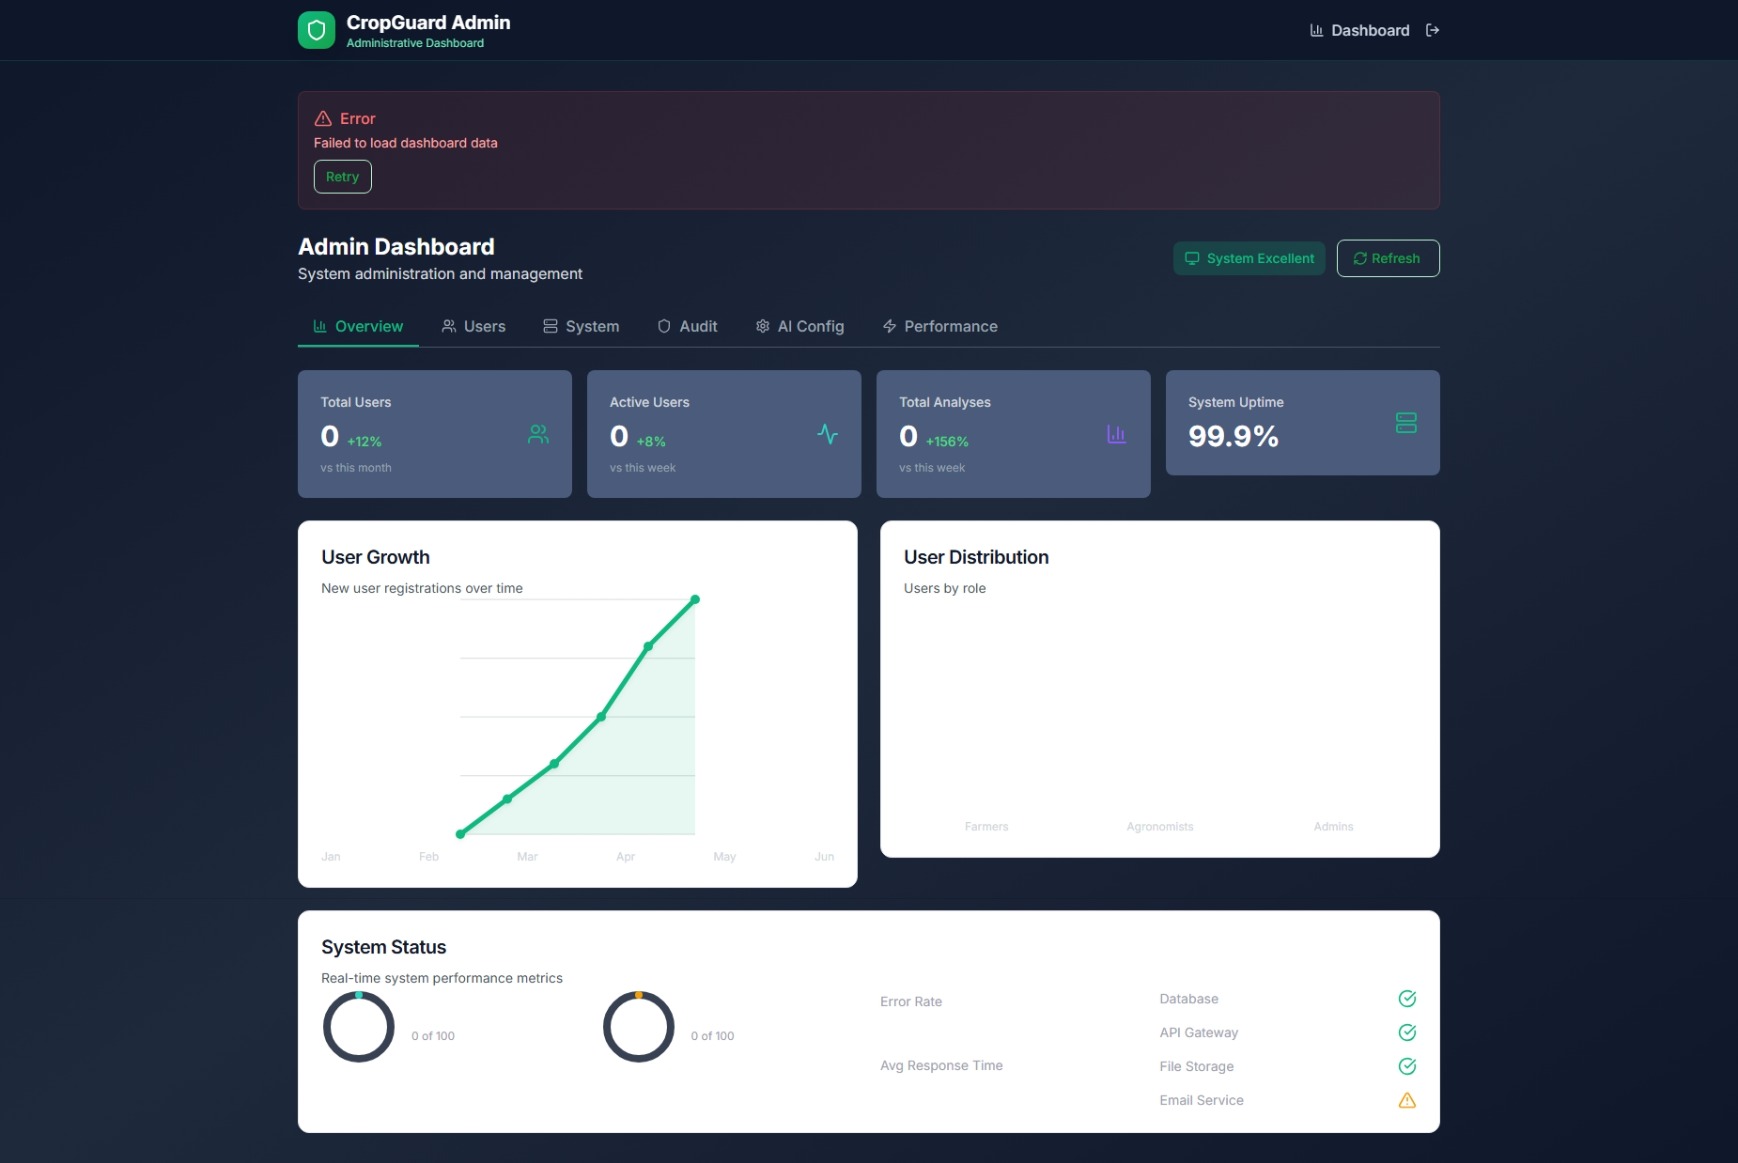 CropGuard Admin
Administrative Dashboard
Dashboard
Error
Failed to load dashboard data
Retry
Admin Dashboard
System administration and management
System Excellent
Refresh
Overview
Users
System
Audit
AI Config
Performance
Total Users
0 +12%
vs this month
Active Users
0 +8%
vs this week
Total Analyses
0 +156%
vs this week
System Uptime
99.9%
User Growth
New user registrations over time
Jan Feb Mar Apr May Jun
User Distribution
Users by role
Farmers Agronomists Admins
System Status
Real-time system performance metrics
0 of 100
0 of 100
Error Rate
Avg Response Time
Database
API Gateway
File Storage
Email Service